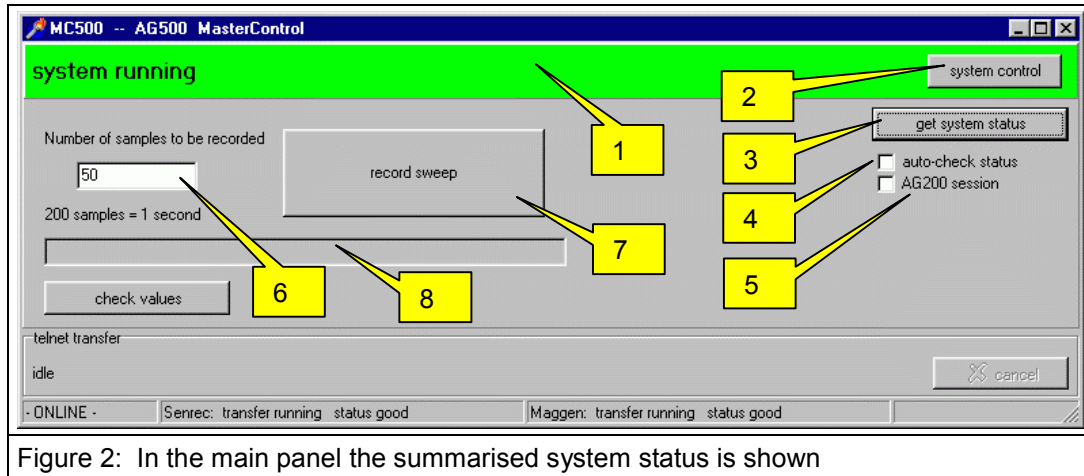 MC500 -- AG500 MasterControl
system running
system control
2
get system status
Number of samples to be recorded
1
3
50
record sweep
auto-check status
AG200 session
200 samples = 1 second
4
7
5
check values
6
8
telnet transfer
idle
cancel
- ONLINE -
Senrec: transfer running status good
Maggen: transfer running status good
Figure 2: In the main panel the summarised system status is shown